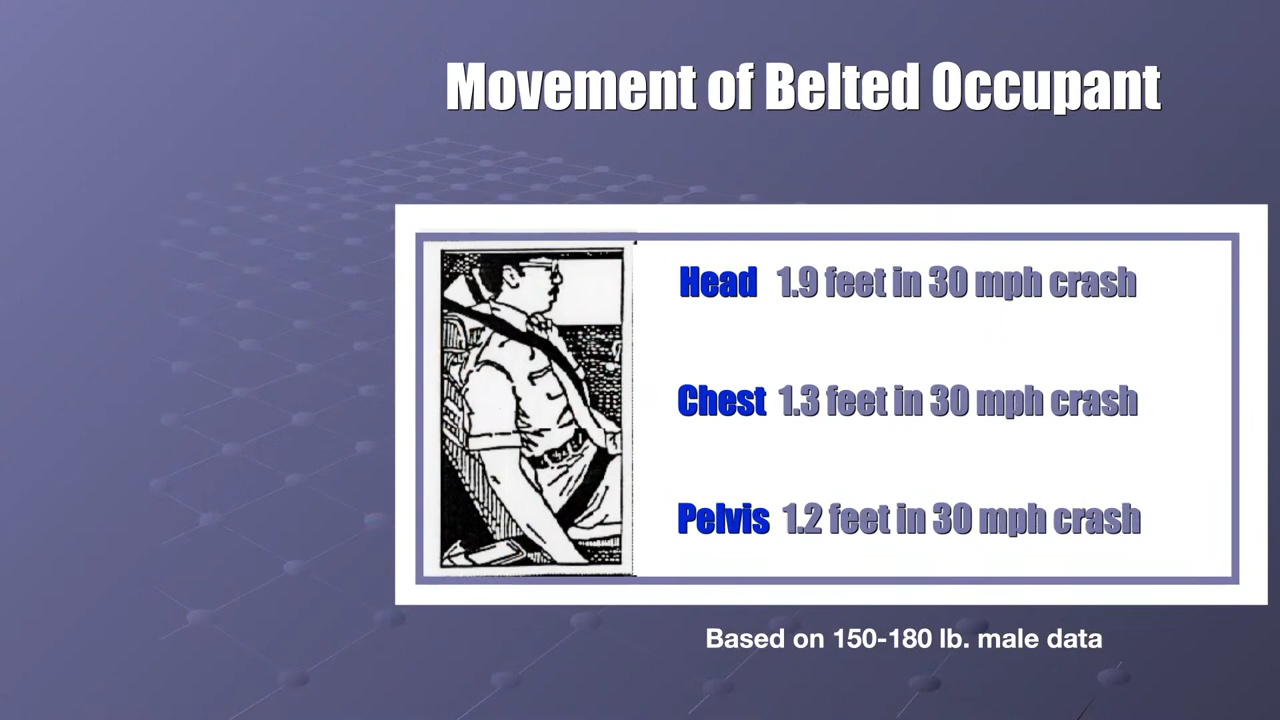 Movement of Belted Occupant
Head 1.9 feet in 30 mph crash
Chest 1.3 feet in 30 mph crash
Pelvis 1.2 feet in 30 mph crash
Based on 150-180 lb. male data